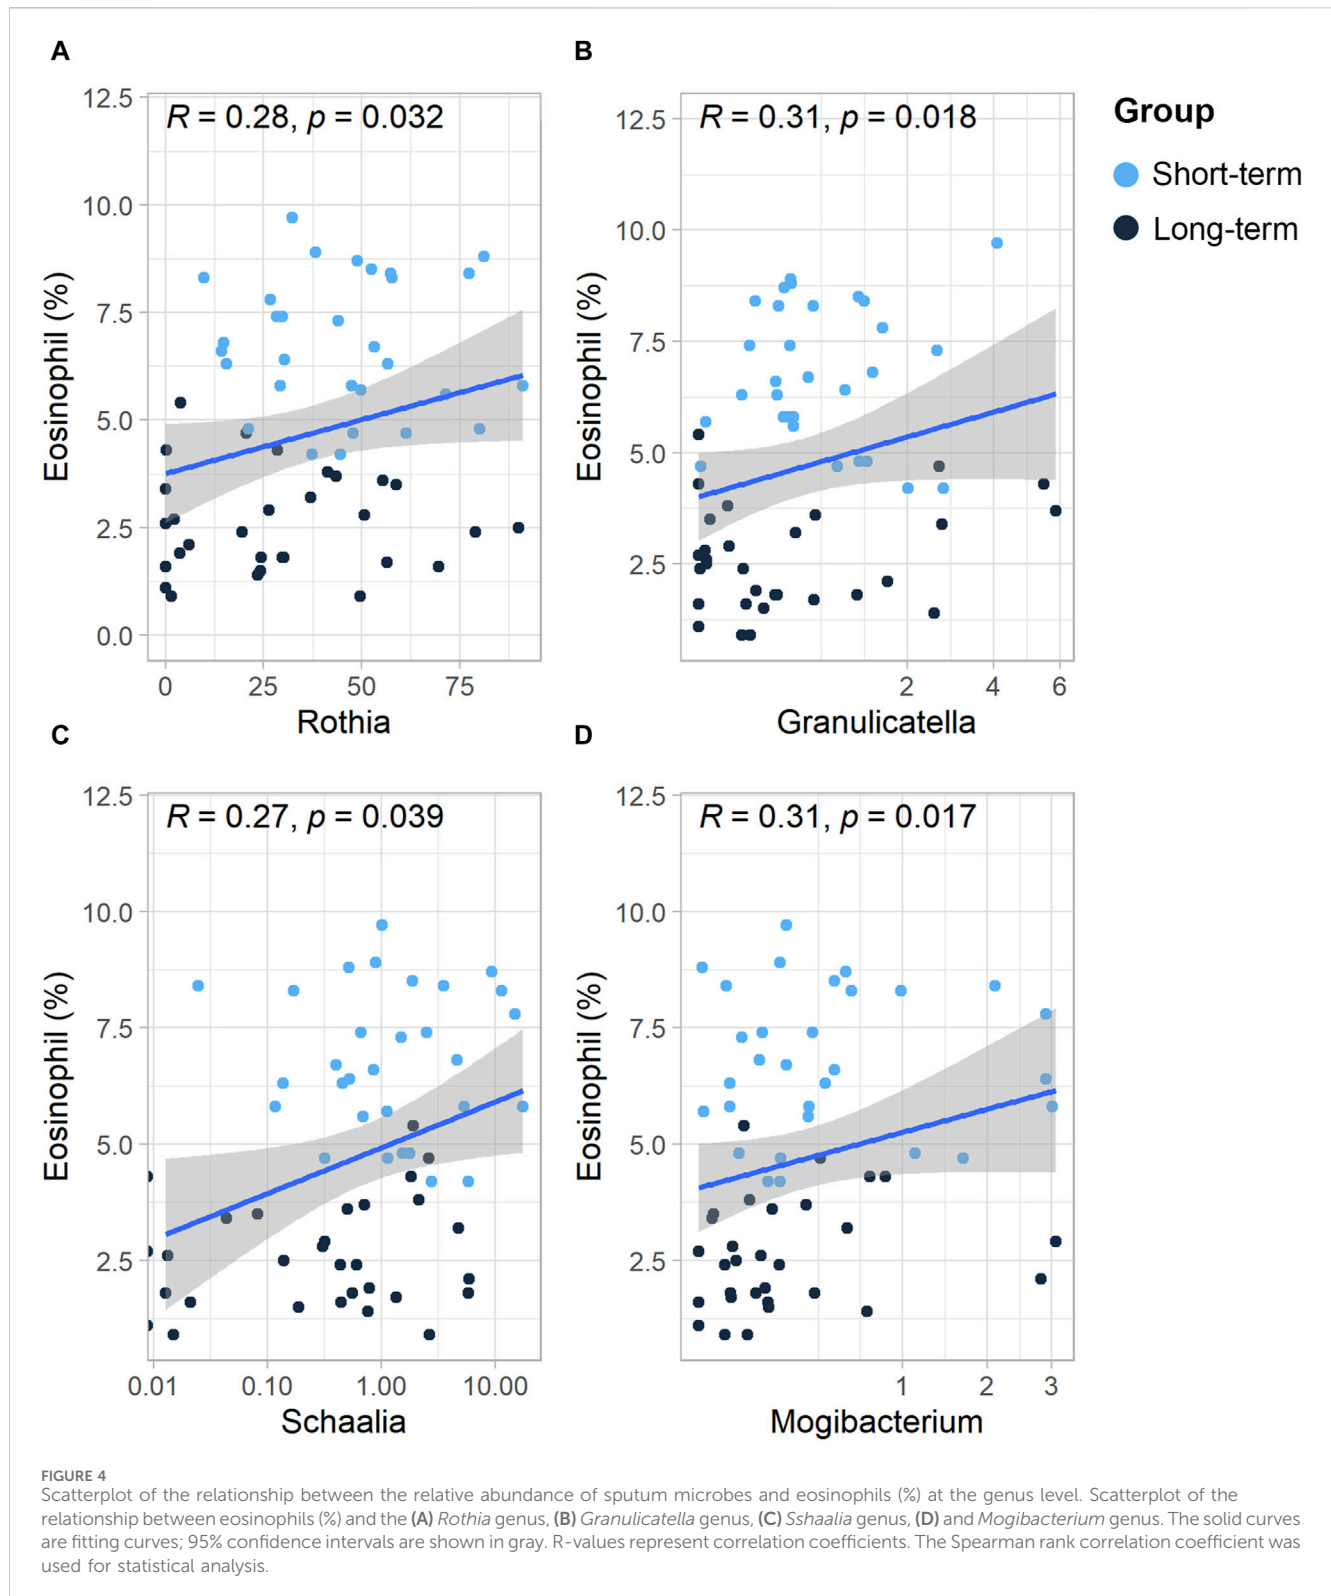 A
B
R = 0.28, p = 0.032
R = 0.31, p = 0.018
Group
Short-term
Long-term
Eosinophil (%)
12.5
10.0
7.5
5.0
2.5
0.0
0 25 50 75
Rothia
Eosinophil (%)
12.5
10.0
7.5
5.0
2.5
2 4 6
Granulicatella
C
D
R = 0.27, p = 0.039
R = 0.31, p = 0.017
Eosinophil (%)
12.5
10.0
7.5
5.0
2.5
0.01 0.10 1.00 10.00
Schaalia
Eosinophil (%)
12.5
10.0
7.5
5.0
2.5
1 2 3
Mogibacterium
FIGURE 4
Scatterplot of the relationship between the relative abundance of sputum microbes and eosinophils (%) at the genus level. Scatterplot of the
relationship between eosinophils (%) and the (A) Rothia genus, (B) Granulicatella genus, (C) Sshaalia genus, (D) and Mogibacterium genus. The solid curves
are fitting curves; 95% confidence intervals are shown in gray. R-values represent correlation coefficients. The Spearman rank correlation coefficient was
used for statistical analysis.